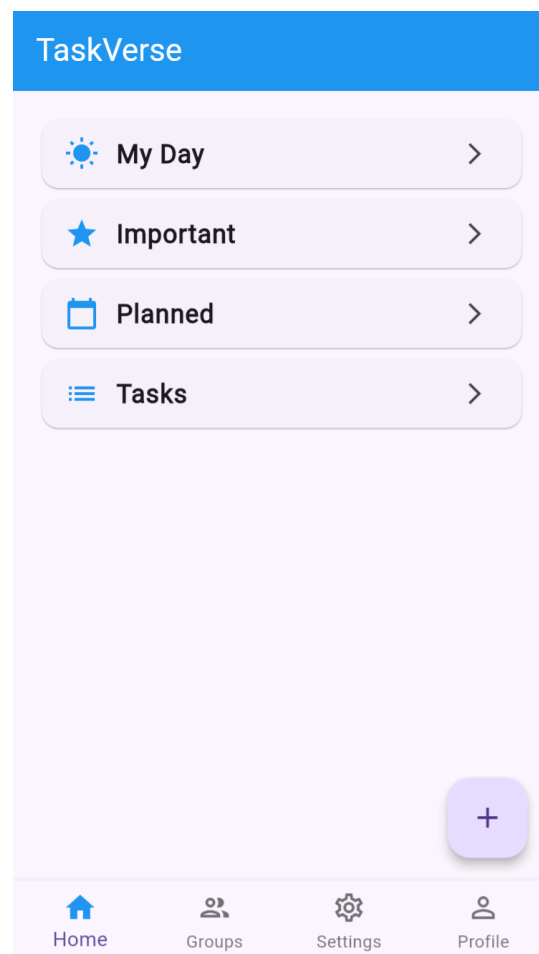 TaskVerse
My Day
Important
Planned
Tasks
Home Groups Settings Profile